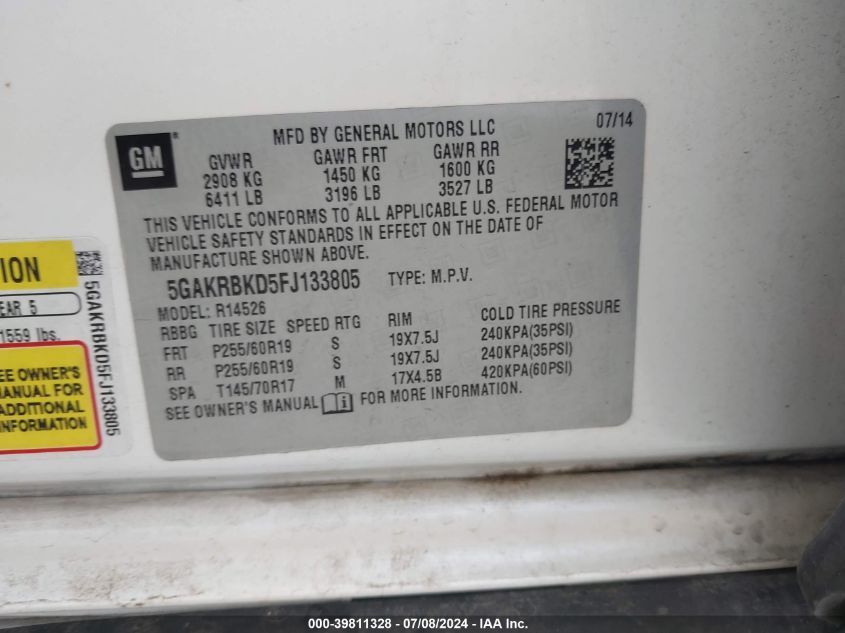 GM
®
MFD BY GENERAL MOTORS LLC
07/14
GVWR GAWR FRT GAWR RR
2908 KG 1450 KG 1600 KG
6411 LB 3196 LB 3527 LB
THIS VEHICLE CONFORMS TO ALL APPLICABLE U.S. FEDERAL MOTOR
VEHICLE SAFETY STANDARDS IN EFFECT ON THE DATE OF
MANUFACTURE SHOWN ABOVE.
5GAKRBKD5FJ133805 TYPE: M.P.V.
MODEL: R14526
RBBG TIRE SIZE SPEED RTG RIM COLD TIRE PRESSURE
FRT P255/60R19 S 19X7.5J 240KPA(35PSI)
RR P255/60R19 S 19X7.5J 240KPA(35PSI)
SPA T145/70R17 M 17X4.5B 420KPA(60PSI)
SEE OWNER'S MANUAL i FOR MORE INFORMATION.
ION
EAR 5
1559 lbs.
EE OWNER'S
MANUAL FOR
ADDITIONAL
INFORMATION
5GAKRBKD5FJ133805
000-39811328 - 07/08/2024 - IAA Inc.